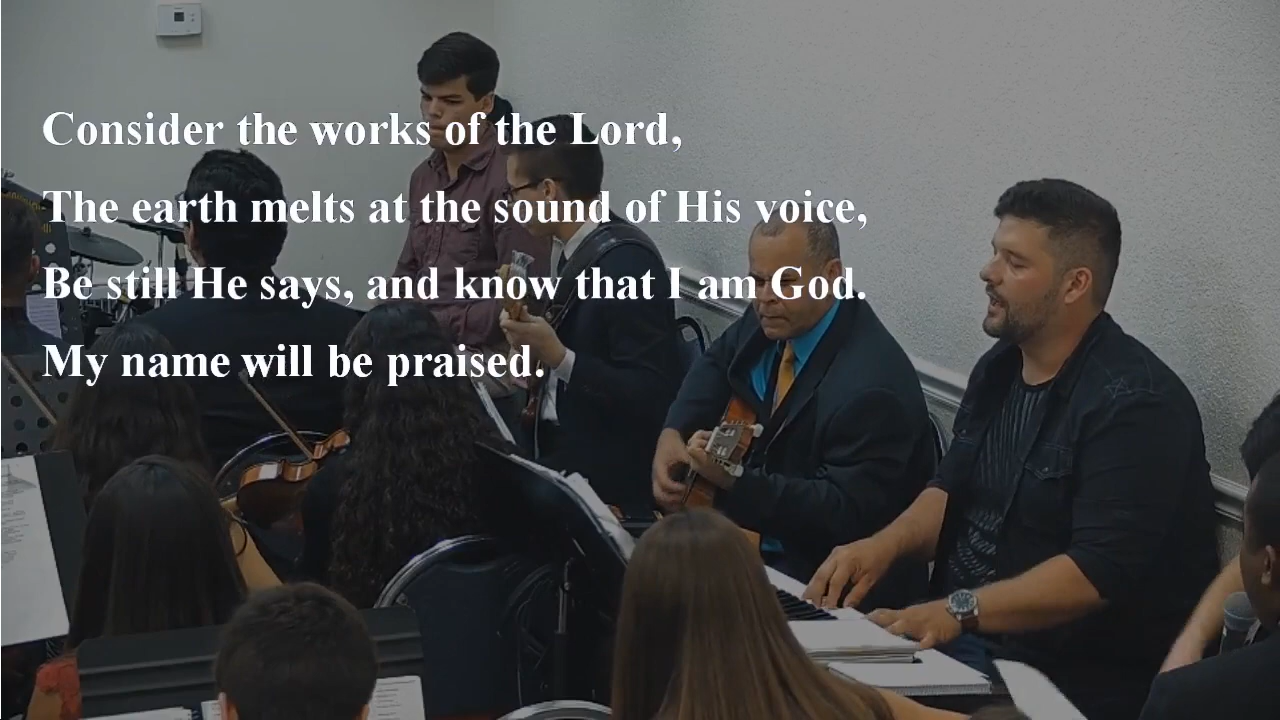 Consider the works of the Lord,
The earth melts at the sound of His voice,
Be still He says, and know that I am God.
My name will be praised.